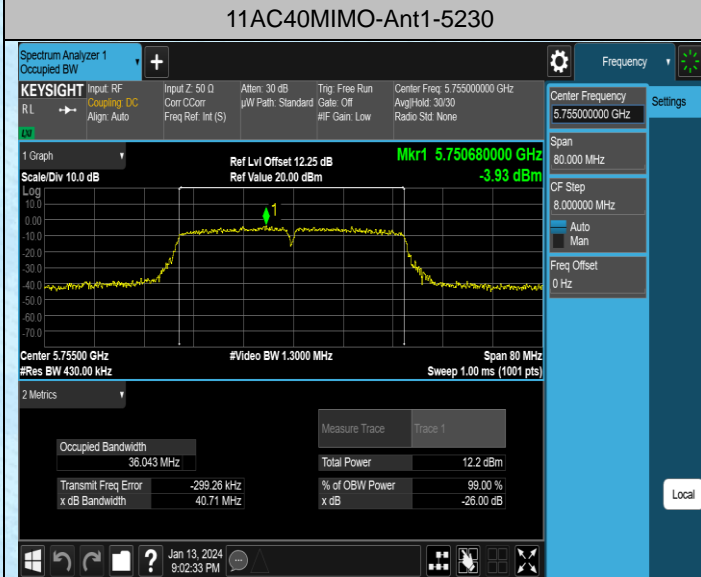 11AC40MIMO-Ant1-5230
Spectrum Analyzer 1
Occupied BW
+
Frequency
KEYSIGHT
RL
LXI
Input: RF
Coupling: DC
Align: Auto
Input Z: 50 Ω
Corr CCorr
Freq Ref: Int (S)
Atten: 30 dB
µW Path: Standard
Trig: Free Run
Gate: Off
#IF Gain: Low
Center Freq: 5.755000000 GHz
Avg|Hold: 30/30
Radio Std: None
Center Frequency
5.755000000 GHz
Settings
Span
80.000 MHz
CF Step
8.000000 MHz
Auto
Man
Freq Offset
0 Hz
1 Graph
Scale/Div 10.0 dB
Ref Lvl Offset 12.25 dB
Ref Value 20.00 dBm
Mkr1 5.750680000 GHz
-3.93 dBm
Log
10.0
0.00
-10.0
-20.0
-30.0
-40.0
-50.0
-60.0
-70.0
1
Center 5.75500 GHz
#Res BW 430.00 kHz
#Video BW 1.3000 MHz
Span 80 MHz
Sweep 1.00 ms (1001 pts)
2 Metrics
Measure Trace
Trace 1
Occupied Bandwidth
36.043 MHz
Total Power
12.2 dBm
Transmit Freq Error
-299.26 kHz
% of OBW Power
99.00 %
x dB Bandwidth
40.71 MHz
x dB
-26.00 dB
Local
?
Jan 13, 2024
9:02:33 PM